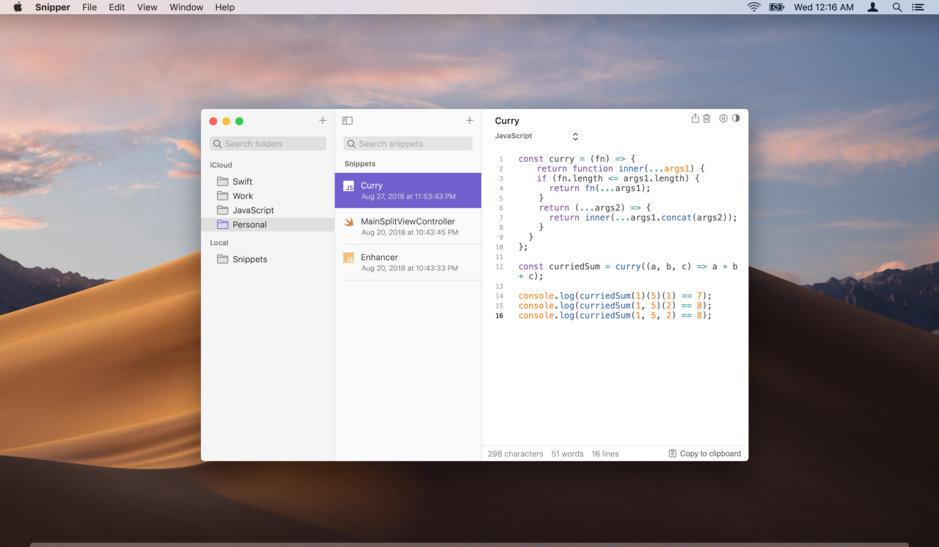 Snipper File Edit View Window Help
Wed 12:16 AM
Search folders
iCloud
Swift
Work
JavaScript
Personal
Local
Snippets
Search snippets
Snippets
JS
Curry
Aug 27, 2018 at 11:53:43 PM
MainSplitViewController
Aug 20, 2018 at 10:43:45 PM
JS
Enhancer
Aug 20, 2018 at 10:43:33 PM
Curry
JavaScript
1 const curry = (fn) => {
2 return function inner(...args1) {
3 if (fn.length <= args1.length) {
4 return fn(...args1);
5 }
6 return (...args2) => {
7 return inner(...args1.concat(args2));
8 }
9 }
10 };
11
12 const curriedSum = curry((a, b, c) => a + b
+ c);
13
14 console.log(curriedSum(1)(5)(1) == 7);
15 console.log(curriedSum(1, 5)(2) == 8);
16 console.log(curriedSum(1, 5, 2) == 8);
298 characters 51 words 16 lines
Copy to clipboard